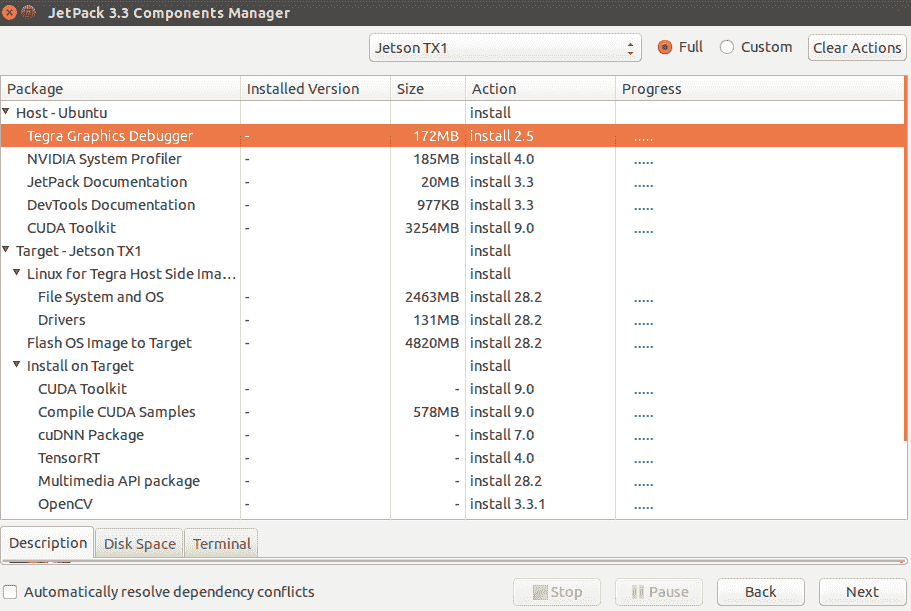 JetPack 3.3 Components Manager
Jetson TX1 Full Custom Clear Actions
Package Installed Version Size Action Progress
Host - Ubuntu install
Tegra Graphics Debugger - 172MB install 2.5 .....
NVIDIA System Profiler - 185MB install 4.0 .....
JetPack Documentation - 20MB install 3.3 .....
DevTools Documentation - 977KB install 3.3 .....
CUDA Toolkit - 3254MB install 9.0 .....
Target - Jetson TX1 install
Linux for Tegra Host Side Ima... install
File System and OS - 2463MB install 28.2 .....
Drivers - 131MB install 28.2 .....
Flash OS Image to Target - 4820MB install 28.2 .....
Install on Target install
CUDA Toolkit - - install 9.0 .....
Compile CUDA Samples - 578MB install 9.0 .....
cuDNN Package - - install 7.0 .....
TensorRT - - install 4.0 .....
Multimedia API package - - install 28.2 .....
OpenCV - - install 3.3.1 .....
Description Disk Space Terminal
Automatically resolve dependency conflicts Stop Pause Back Next